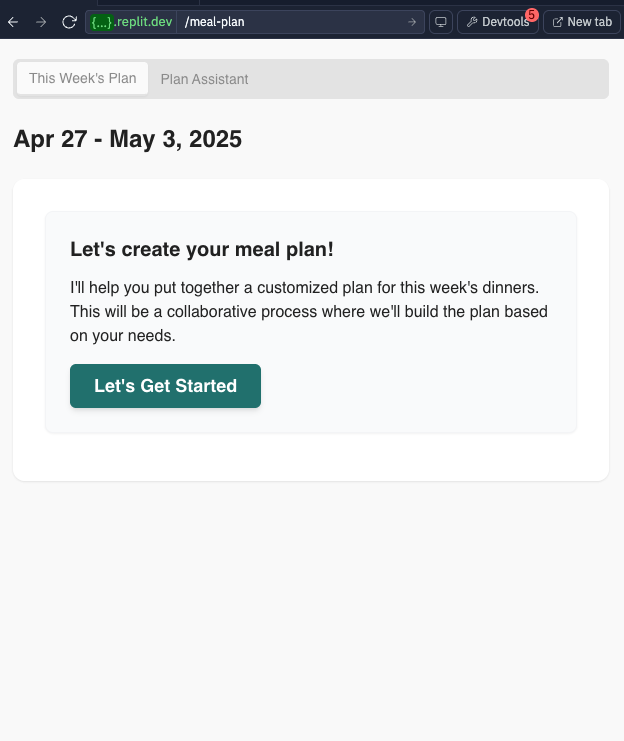 {...}.replit.dev /meal-plan Devtools 5 New tab
This Week's Plan Plan Assistant
Apr 27 - May 3, 2025
Let's create your meal plan!
I'll help you put together a customized plan for this week's dinners.
This will be a collaborative process where we'll build the plan based
on your needs.
Let's Get Started